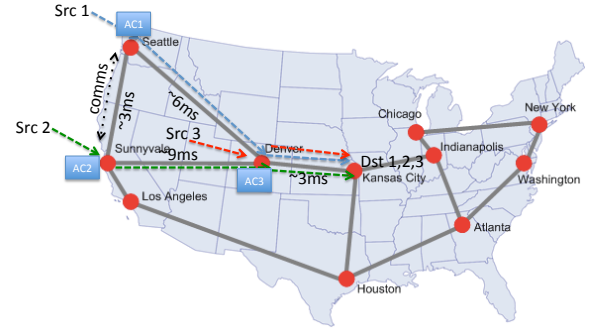 Src 1
AC1
Seattle
comms
~3ms
~6ms
Chicago
New York
Src 2
Src 3
Sunnyvale
~9ms
Denver
Indianapolis
Dst 1,2,3
AC2
AC3
~3ms
Kansas City
Washington
Los Angeles
Atlanta
Houston